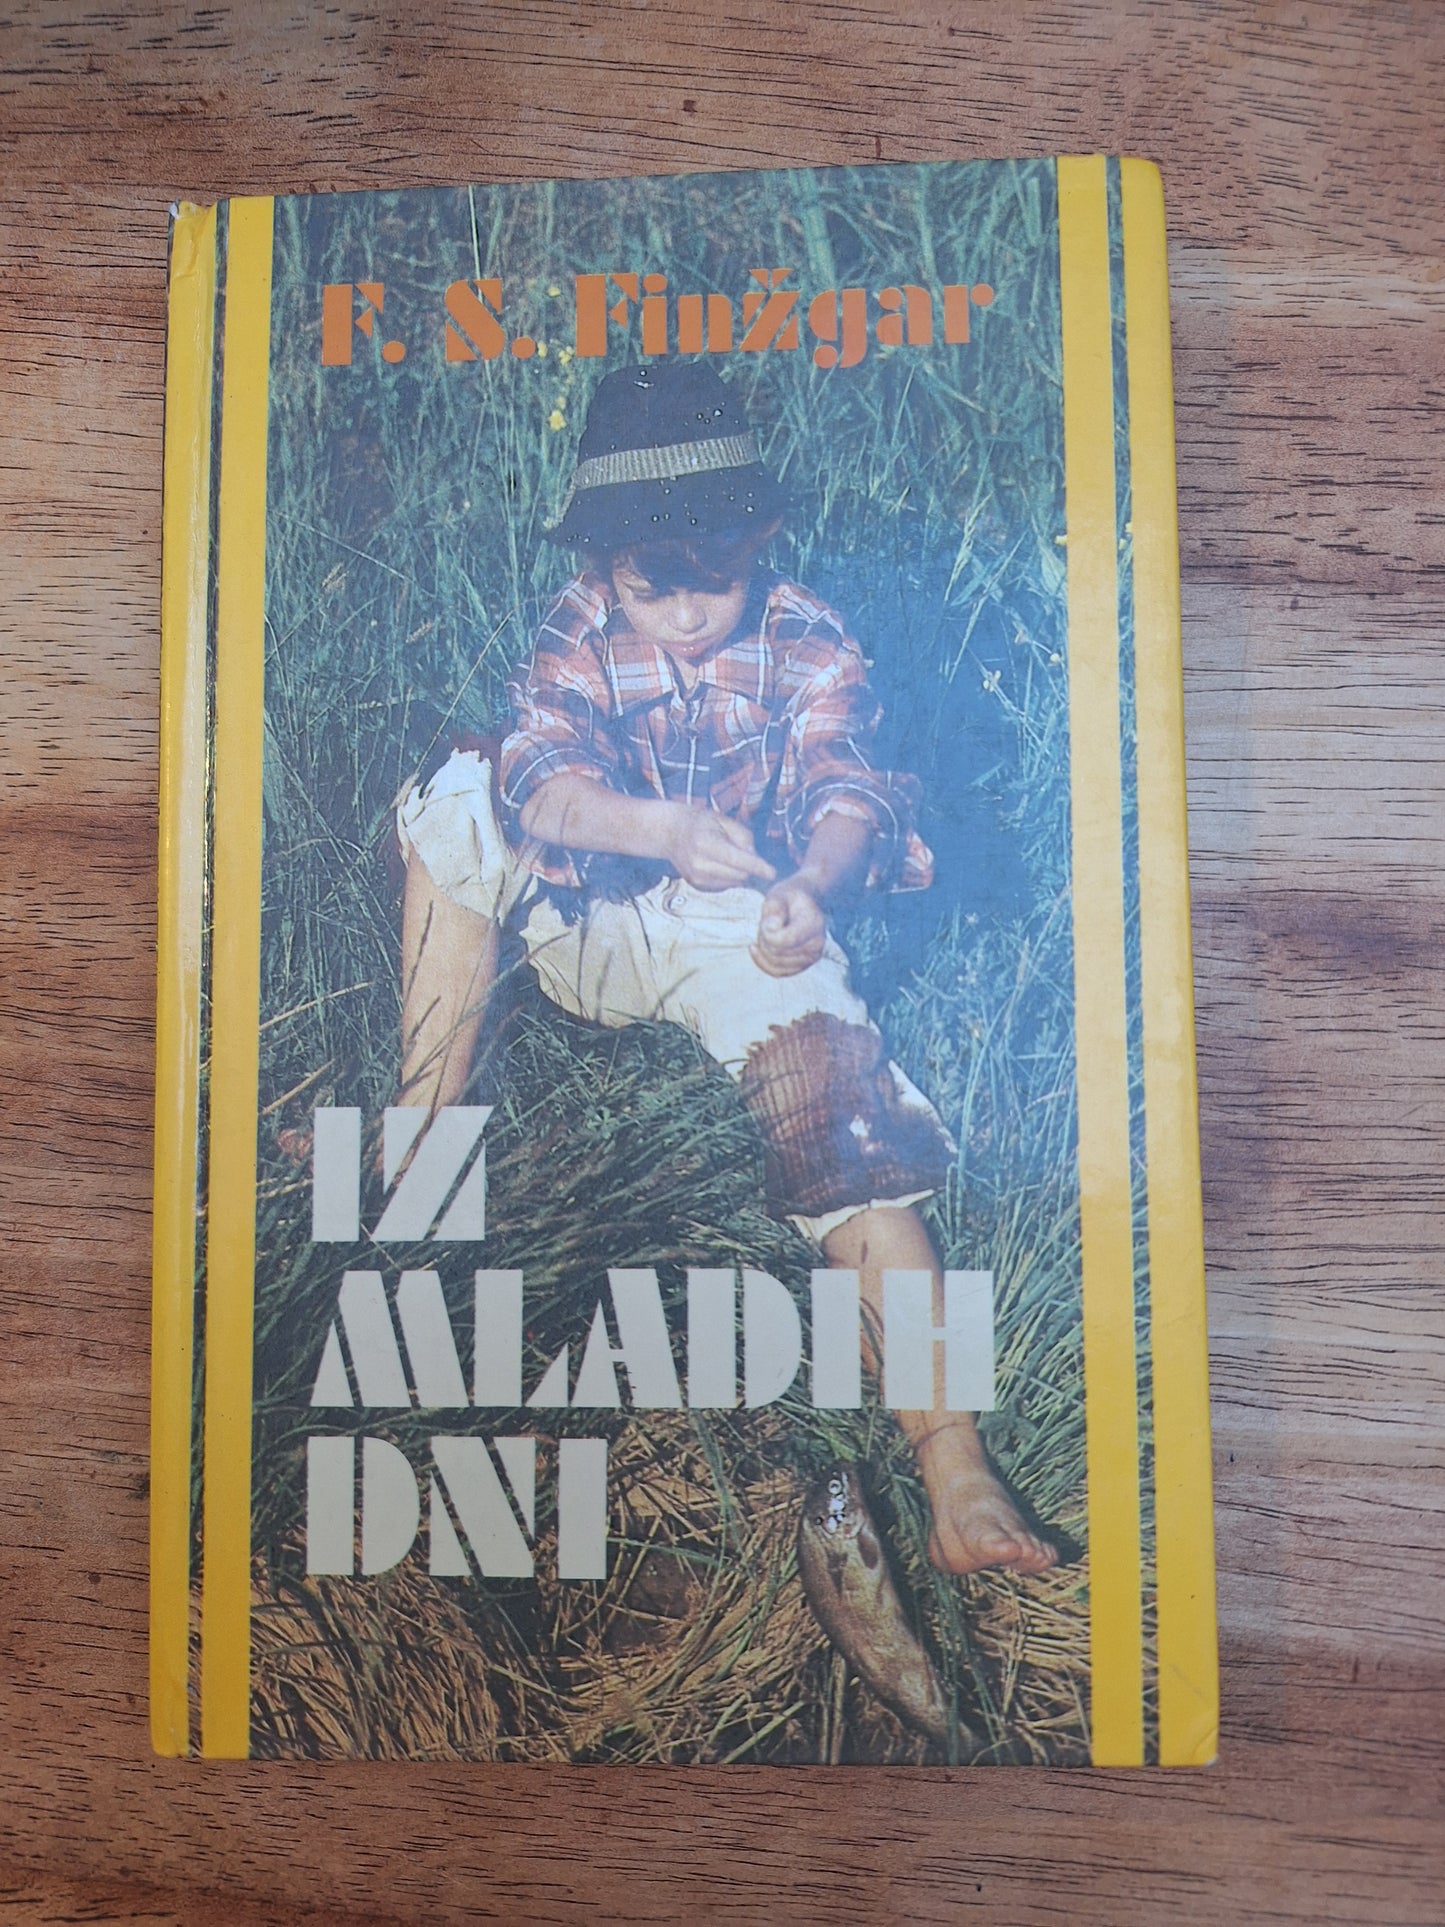 F. S. Finžgar
IZ
MLADIH
DNI